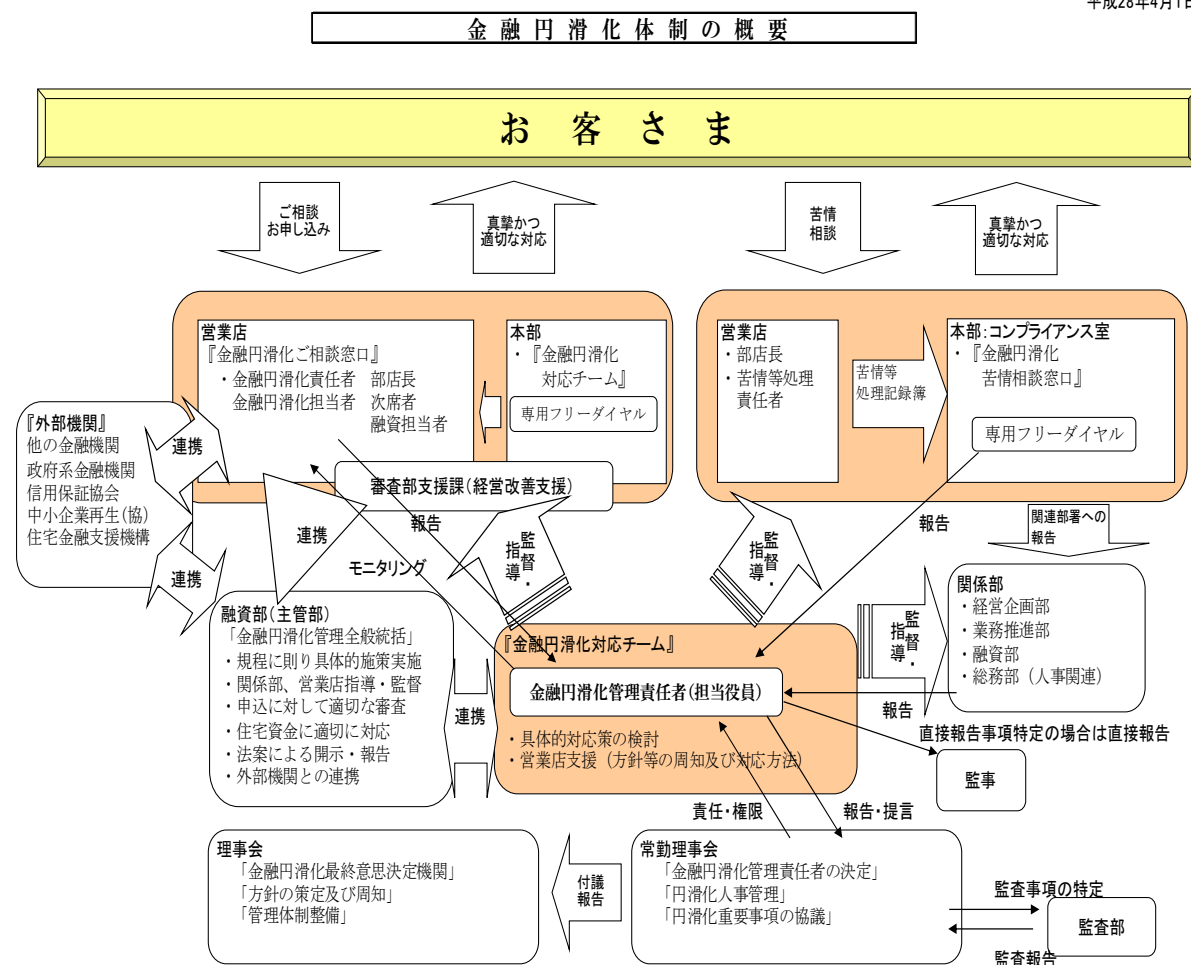 平成28年4月1日
金融円滑化体制の概要
お客さま
ご相談
お申し込み
真摯かつ
適切な対応
苦情
相談
真摯かつ
適切な対応
営業店
『金融円滑化ご相談窓口』
・金融円滑化責任者　部店長
金融円滑化担当者　次席者
融資担当者
本部
・『金融円滑化
対応チーム』
専用フリーダイヤル
審査部支援課(経営改善支援)
営業店
・部店長
・苦情等処理
責任者
苦情等
処理記録簿
本部:コンプライアンス室
・『金融円滑化
苦情相談窓口』
専用フリーダイヤル
『外部機関』
他の金融機関
政府系金融機関
信用保証協会
中小企業再生(協)
住宅金融支援機構
連携
連携
連携
報告
モニタリング
監督・
指導
監督・
指導
報告
関連部署への
報告
融資部(主管部)
「金融円滑化管理全般統括」
・規程に則り具体的施策実施
・関係部、営業店指導・監督
・申込に対して適切な審査
・住宅資金に適切に対応
・法案による開示・報告
・外部機関との連携
連携
『金融円滑化対応チーム』
金融円滑化管理責任者(担当役員)
・具体的対応策の検討
・営業店支援（方針等の周知及び対応方法）
監督・
指導
関係部
・経営企画部
・業務推進部
・融資部
・総務部（人事関連）
報告
直接報告事項特定の場合は直接報告
監事
責任・権限
報告・提言
理事会
「金融円滑化最終意思決定機関」
「方針の策定及び周知」
「管理体制整備」
付議
報告
常勤理事会
「金融円滑化管理責任者の決定」
「円滑化人事管理」
「円滑化重要事項の協議」
監査事項の特定
監査部
監査報告